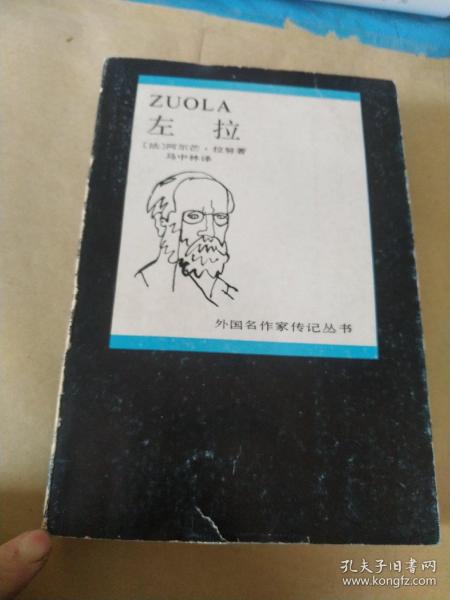 ZUOLA
左 拉
〔法〕阿尔芒·拉努著
马中林译
外国名作家传记丛书
孔夫子旧书网
www.kongfz.com